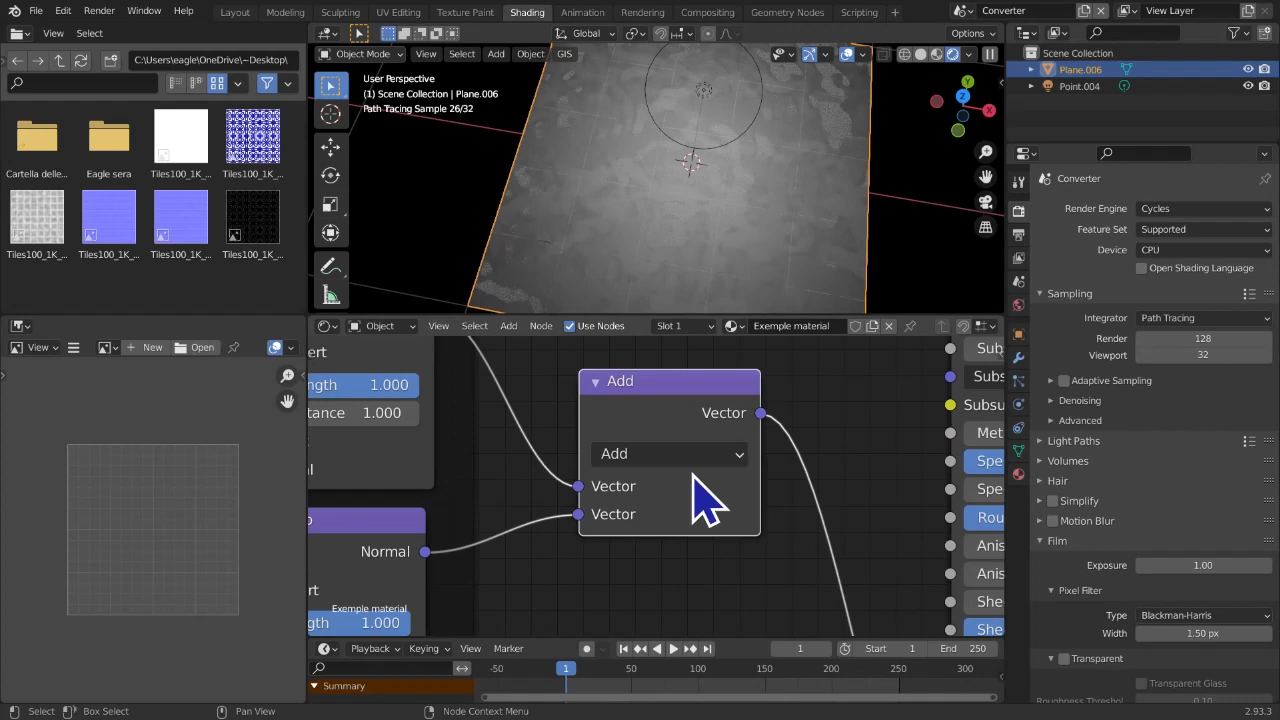 File Edit Render Window Help Layout Modeling Sculpting UV Editing Texture Paint Shading Animation Rendering Compositing Geometry Nodes Scripting + Converter View Layer
View Select Global Options
C:\Users\eagle\OneDrive\~Desktop\
Object Mode View Select Add Object GIS
User Perspective
(1) Scene Collection | Plane.006
Path Tacing Sample 26/32
X
Y
Z
Cartella delle... Eagle sera Tiles100_1K_... Tiles100_1K_...
Tiles100_1K_... Tiles100_1K_... Tiles100_1K_... Tiles100_1K_...
Scene Collection
Plane.006
Point.004
Converter
Render Engine Cycles
Feature Set Supported
Device CPU
Open Shading Language
Sampling
Integrator Path Tracing
Render 128
Viewport 32
Adaptive Sampling
Denoising
Advanced
Light Paths
Volumes
Hair
Simplify
Motion Blur
Film
Exposure 1.00
Pixel Filter
Type Blackman-Harris
Width 1.50 px
Transparent
Transparent Glass
Roughness Threshol 0.10
View New Open
Object View Select Add Node Use Nodes Slot 1 Exemple material
ert
ngth 1.000
tance 1.000
al
Add
Vector
Add
Vector
Vector
Normal
ert
Exemple material
ngth 1.000
Sub
Subs
Subsu
Met
Spe
Spe
Rou
Anis
Anis
She
She
Playback Keying View Marker 1 Start 1 End 250
-50 1 50 100 150 200 250 300
Summary
Select Box Select Pan View Node Context Menu 2.93.3